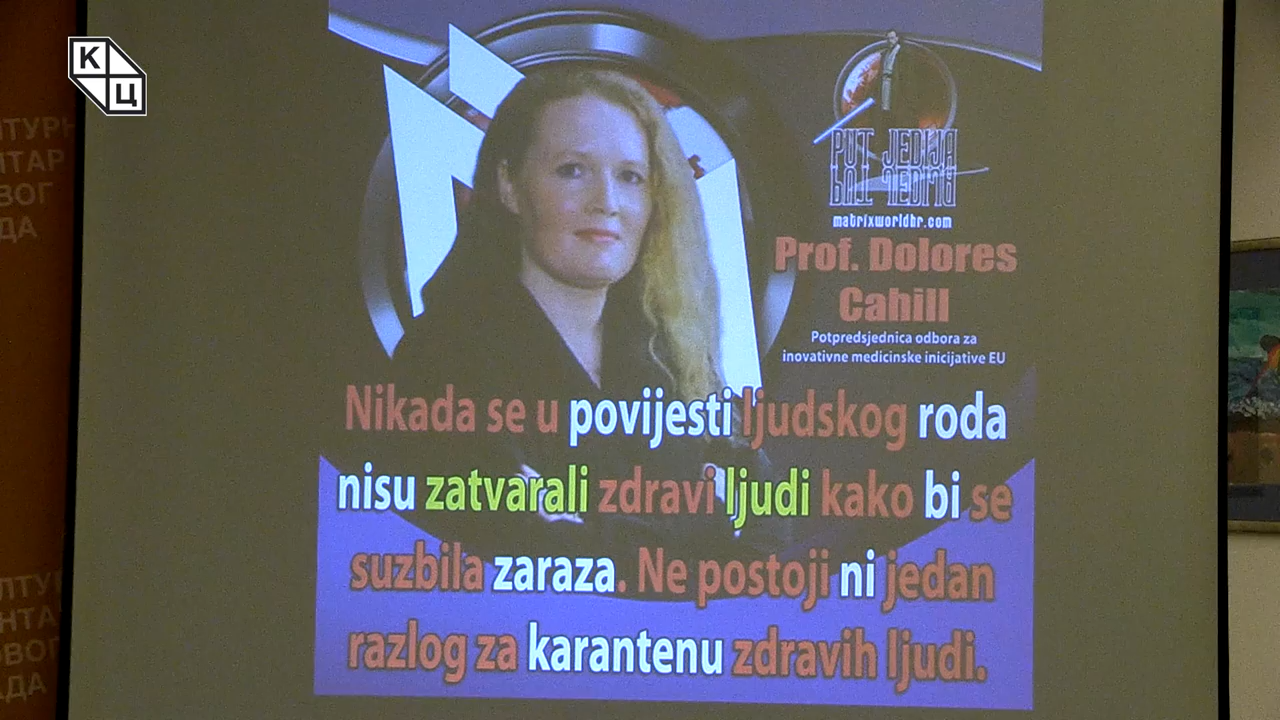 К
Ц
PUT JEDIJA
matrixworldhr.com
Prof. Dolores
Cahill
Potpredsjednica odbora za
inovativne medicinske inicijative EU
Nikada se u povijesti ljudskog roda
nisu zatvarali zdravi ljudi kako bi se
suzbila zaraza. Ne postoji ni jedan
razlog za karantenu zdravih ljudi.